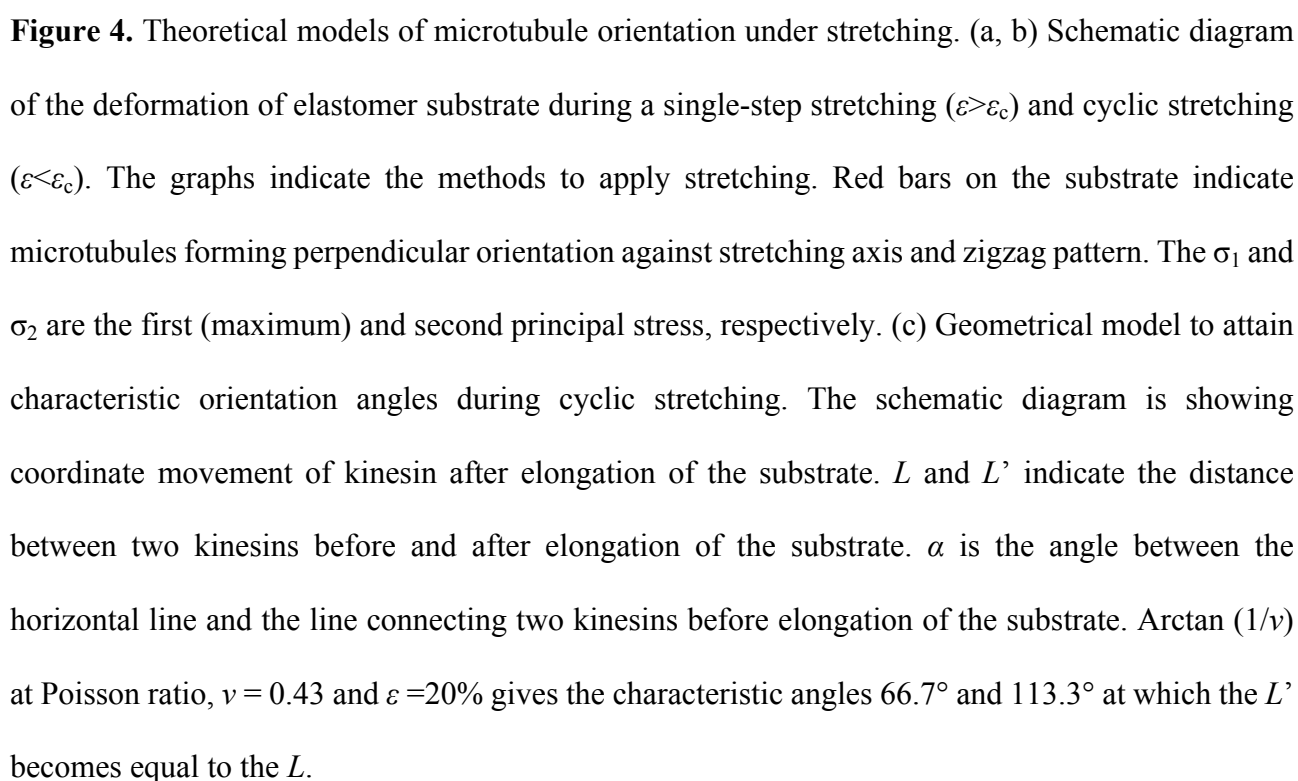 Figure 4. Theoretical models of microtubule orientation under stretching. (a, b) Schematic diagram
of the deformation of elastomer substrate during a single-step stretching (ε>εc) and cyclic stretching
(ε<εc). The graphs indicate the methods to apply stretching. Red bars on the substrate indicate
microtubules forming perpendicular orientation against stretching axis and zigzag pattern. The σ1 and
σ2 are the first (maximum) and second principal stress, respectively. (c) Geometrical model to attain
characteristic orientation angles during cyclic stretching. The schematic diagram is showing
coordinate movement of kinesin after elongation of the substrate. L and L’ indicate the distance
between two kinesins before and after elongation of the substrate. α is the angle between the
horizontal line and the line connecting two kinesins before elongation of the substrate. Arctan (1/ν)
at Poisson ratio, ν = 0.43 and ε =20% gives the characteristic angles 66.7° and 113.3° at which the L’
becomes equal to the L.